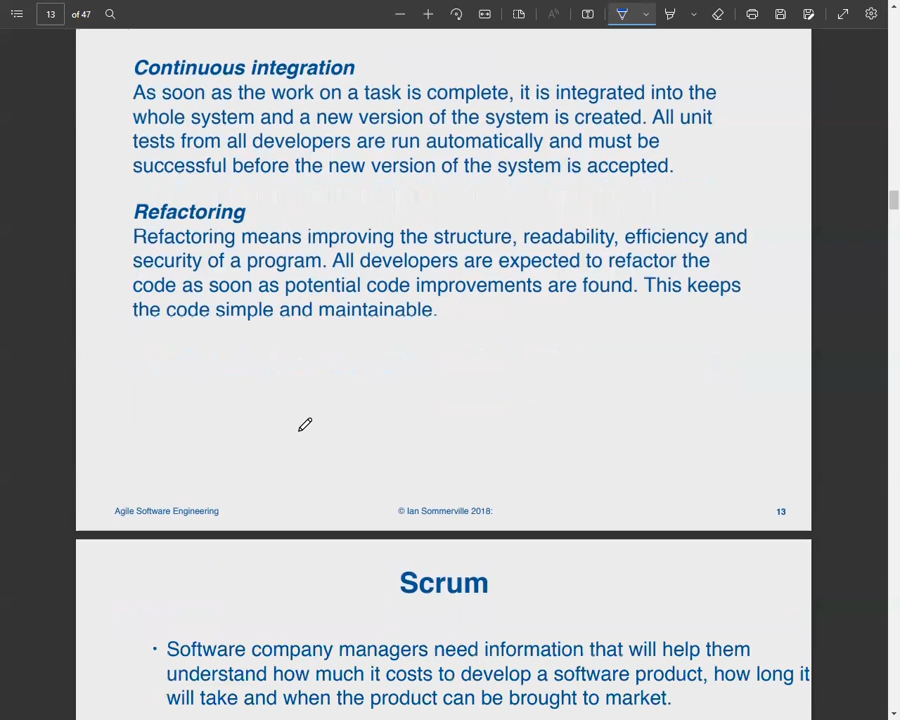 13 of 47
Continuous integration
As soon as the work on a task is complete, it is integrated into the
whole system and a new version of the system is created. All unit
tests from all developers are run automatically and must be
successful before the new version of the system is accepted.
Refactoring
Refactoring means improving the structure, readability, efficiency and
security of a program. All developers are expected to refactor the
code as soon as potential code improvements are found. This keeps
the code simple and maintainable.
Agile Software Engineering © Ian Sommerville 2018: 13
Scrum
• Software company managers need information that will help them
understand how much it costs to develop a software product, how long it
will take and when the product can be brought to market.